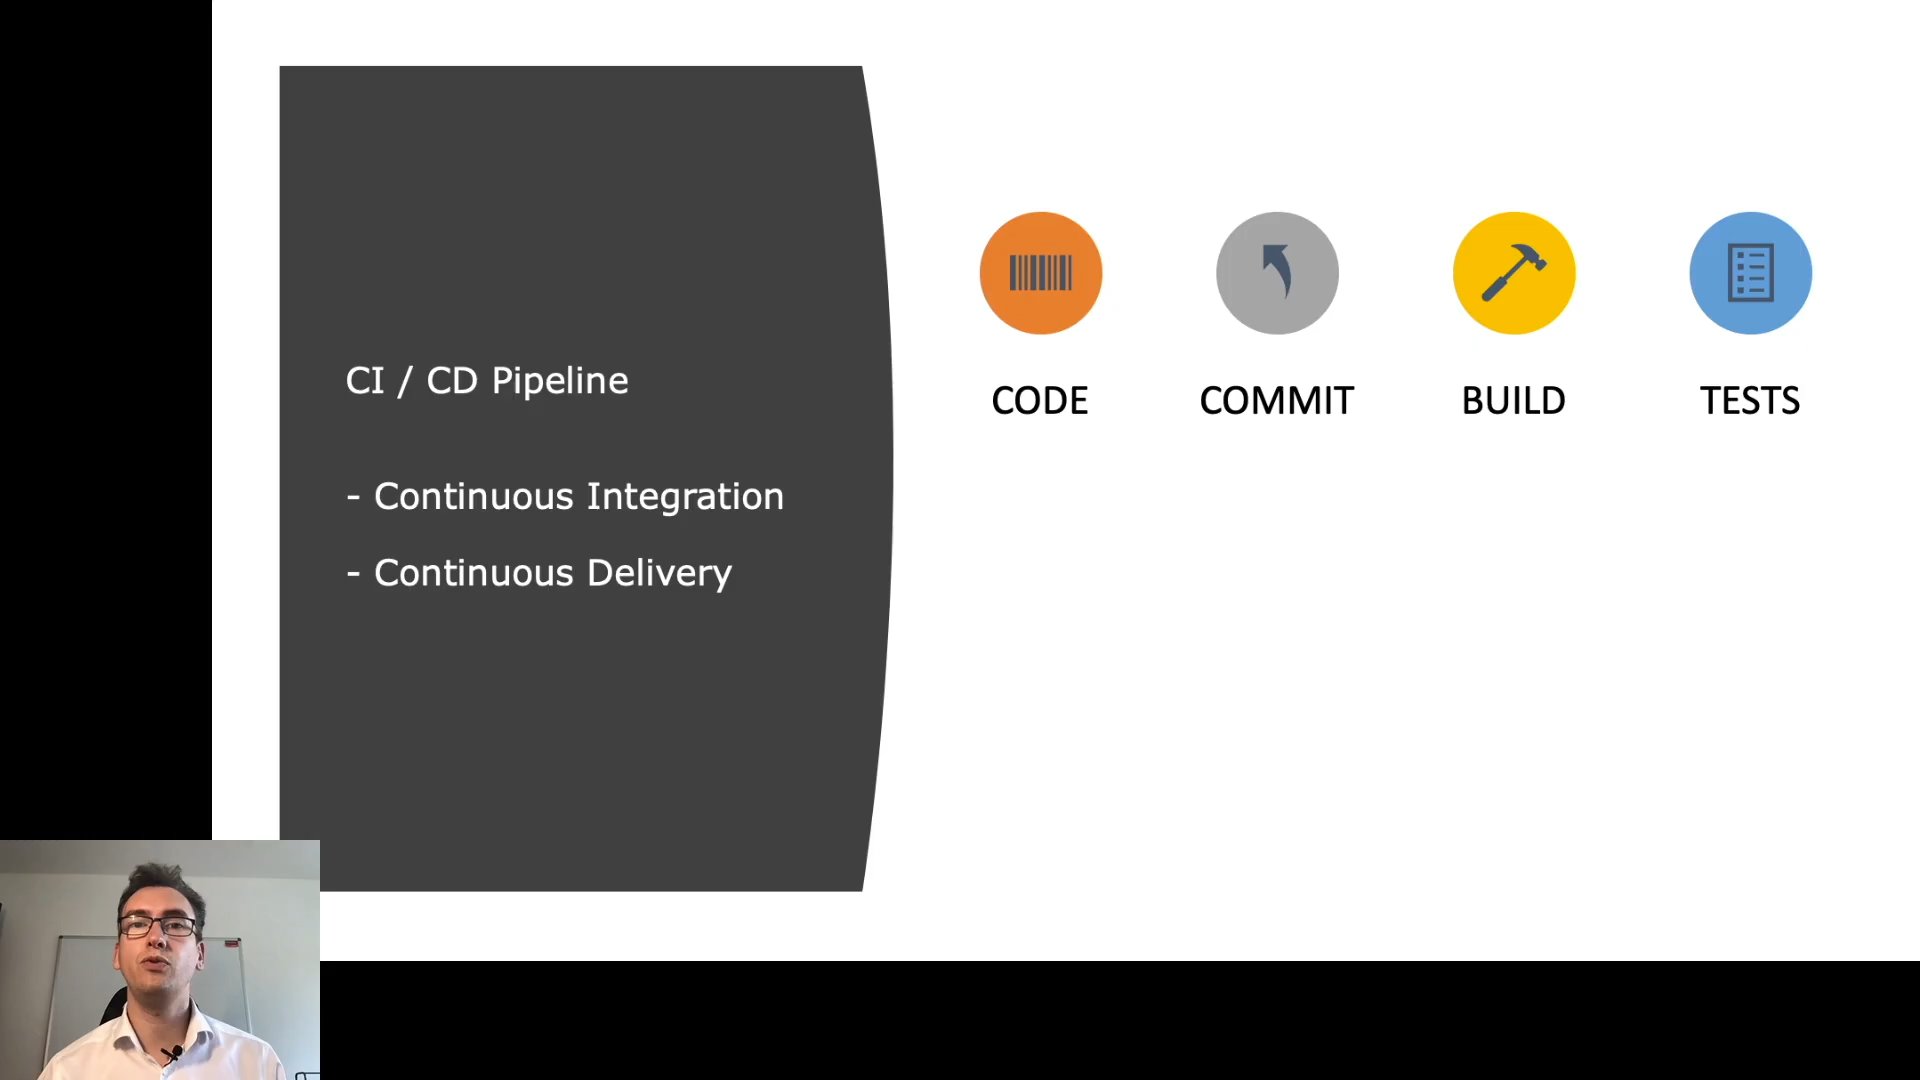 CI / CD Pipeline
- Continuous Integration
- Continuous Delivery
CODE
COMMIT
BUILD
TESTS